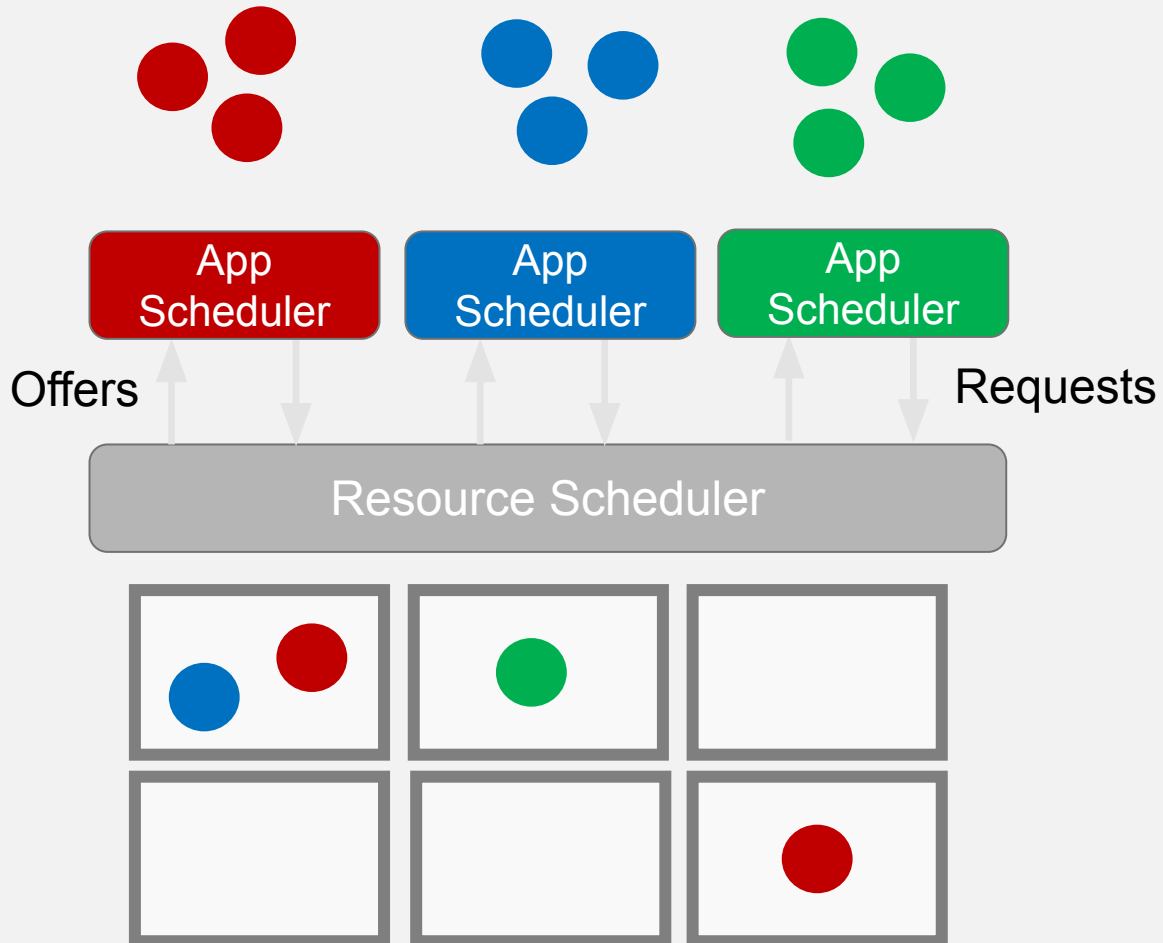 App
Scheduler
App
Scheduler
App
Scheduler
Offers
Requests
Resource Scheduler